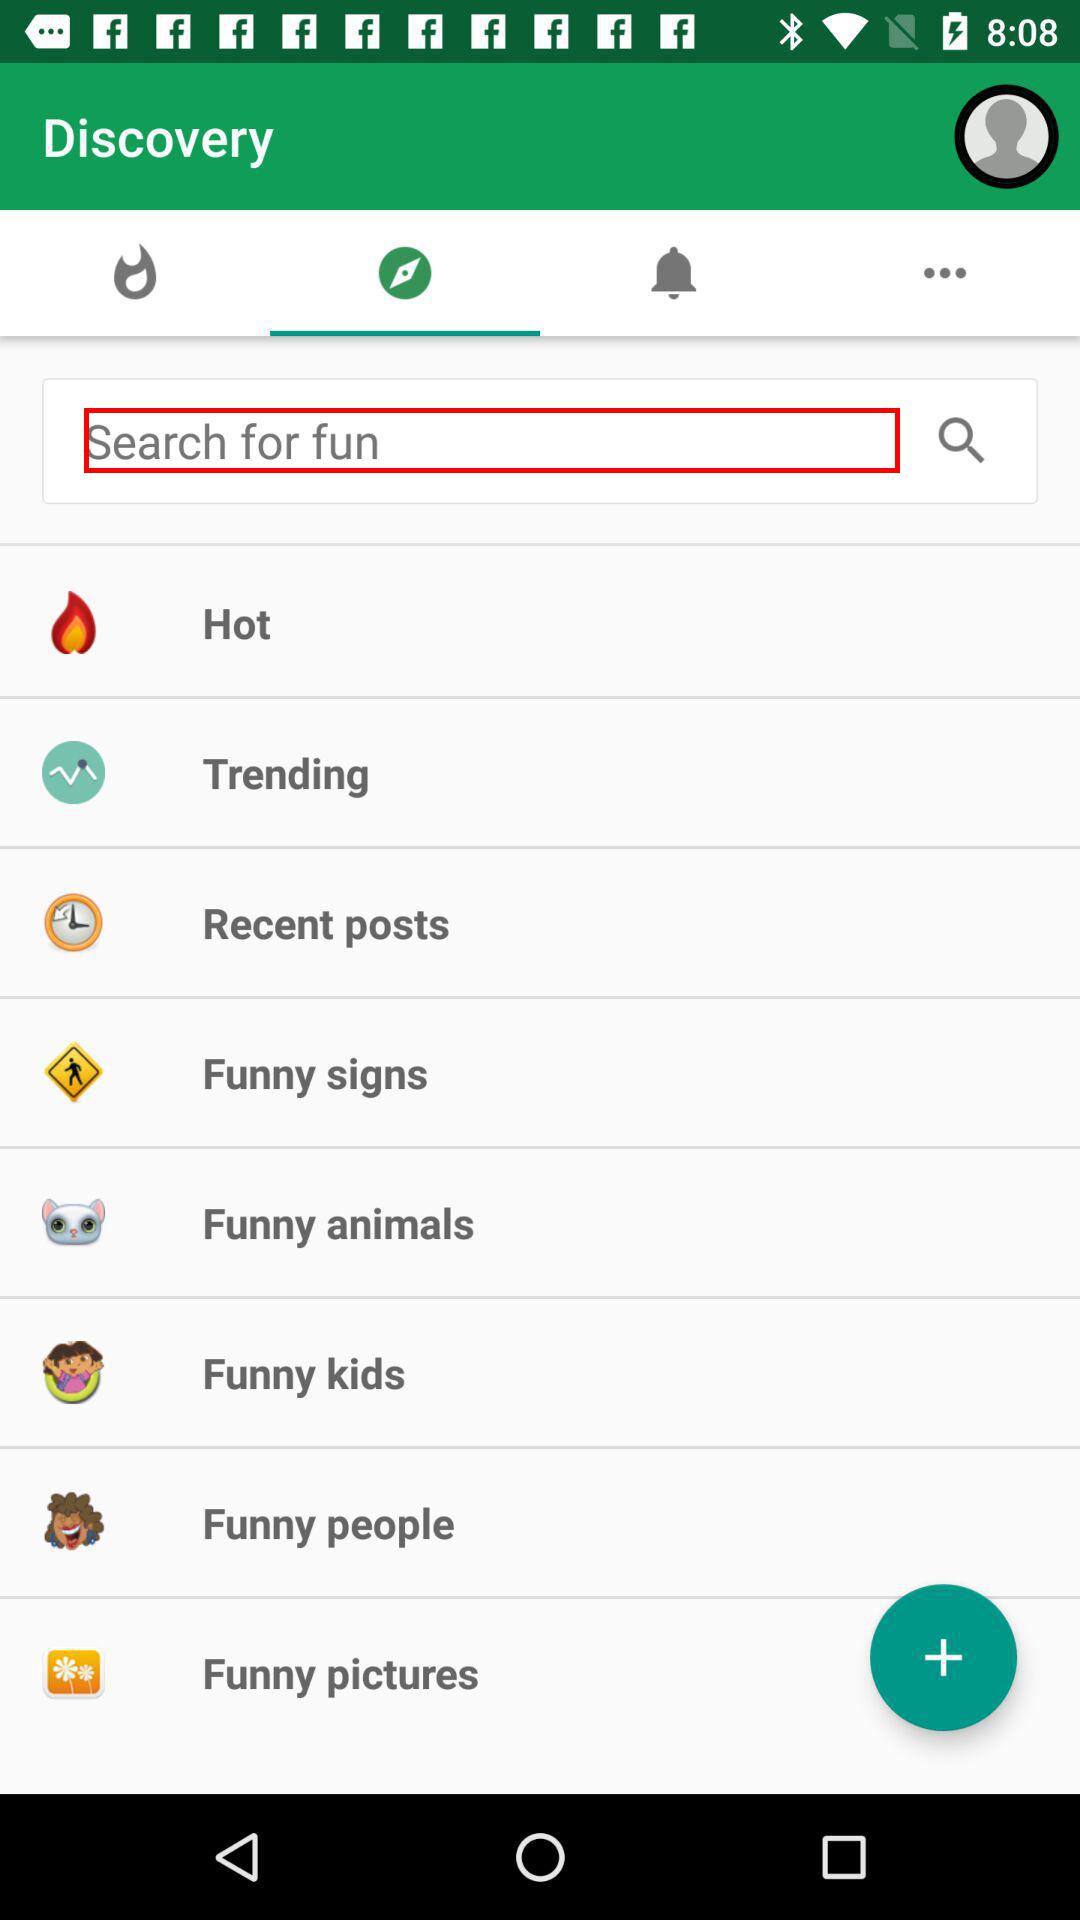 8:08
Discovery
Search for fun
Hot
Trending
Recent posts
Funny signs
Funny animals
Funny kids
Funny people
Funny pictures